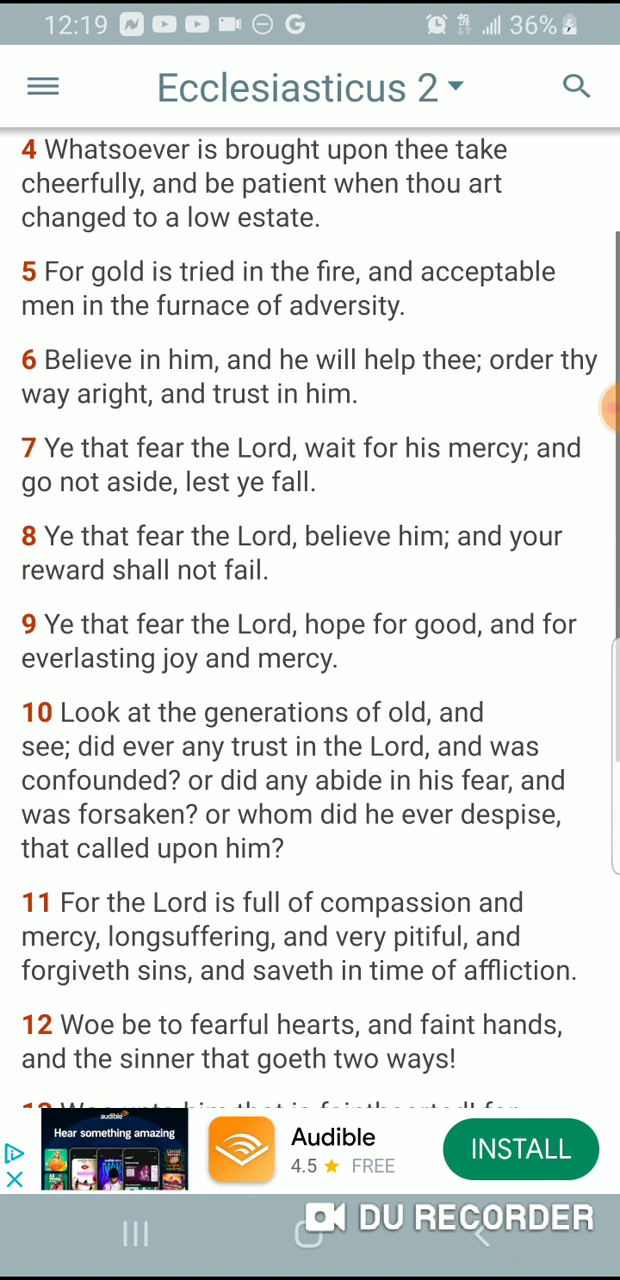 12:19
36%
Ecclesiasticus 2
4 Whatsoever is brought upon thee take
cheerfully, and be patient when thou art
changed to a low estate.
5 For gold is tried in the fire, and acceptable
men in the furnace of adversity.
6 Believe in him, and he will help thee; order thy
way aright, and trust in him.
7 Ye that fear the Lord, wait for his mercy; and
go not aside, lest ye fall.
8 Ye that fear the Lord, believe him; and your
reward shall not fail.
9 Ye that fear the Lord, hope for good, and for
everlasting joy and mercy.
10 Look at the generations of old, and
see; did ever any trust in the Lord, and was
confounded? or did any abide in his fear, and
was forsaken? or whom did he ever despise,
that called upon him?
11 For the Lord is full of compassion and
mercy, longsuffering, and very pitiful, and
forgiveth sins, and saveth in time of affliction.
12 Woe be to fearful hearts, and faint hands,
and the sinner that goeth two ways!
audible
Hear something amazing
Audible
4.5 ★ FREE
INSTALL
DU RECORDER